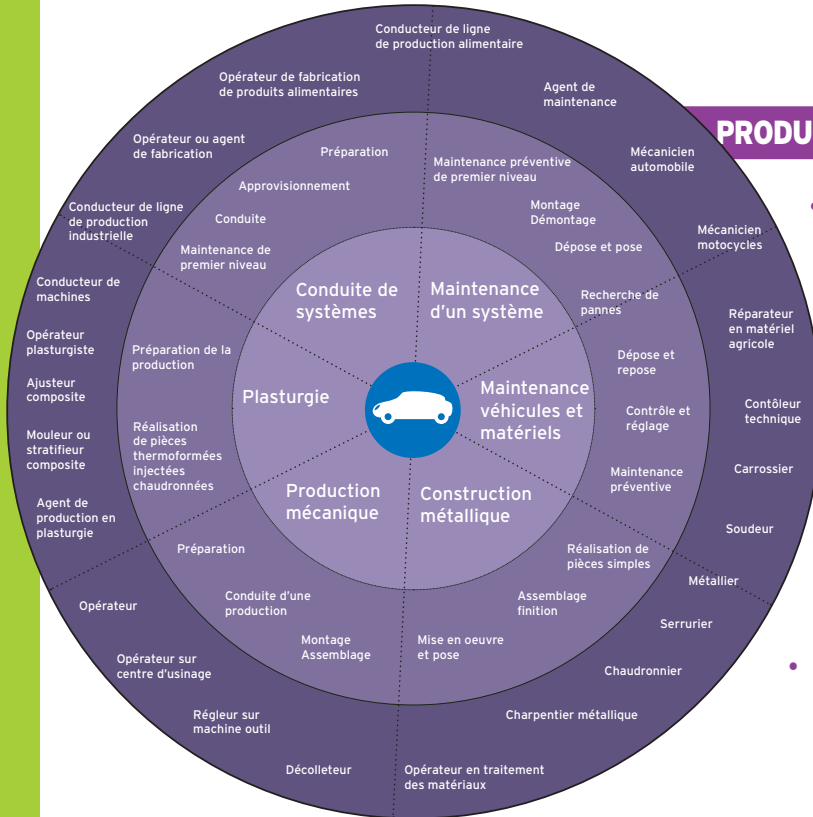 Conducteur de ligne
de production alimentaire
Opérateur de fabrication
de produits alimentaires
Agent de
maintenance
PRODU
Opérateur ou agent
de fabrication
Préparation
Maintenance préventive
de premier niveau
Mécanicien
automobile
Approvisionnement
Conducteur de ligne
de production
industrielle
Conduite
Montage
Démontage
Mécanicien
motocycles
Maintenance de
premier niveau
Dépose et pose
Conducteur de
machines
Conduite de
systèmes
Maintenance
d'un système
Recherche de
pannes
Réparateur
en matériel
agricole
Opérateur
plasturgiste
Préparation de la
production
Dépose et
repose
Ajusteur
composite
Plasturgie
Maintenance
véhicules et
matériels
Contrôle et
réglage
Contôleur
technique
Mouleur ou
stratifieur
composite
Réalisation
de pièces
thermoformées
injectées
chaudronnées
Maintenance
préventive
Carrossier
Agent de
production en
plasturgie
Production
mécanique
Construction
métallique
Soudeur
Préparation
Réalisation de
pièces simples
Métallier
Opérateur
Conduite d'une
production
Assemblage
finition
Serrurier
Opérateur sur
centre d'usinage
Montage
Assemblage
Mise en oeuvre
et pose
Chaudronnier
Régleur sur
machine outil
Charpentier métallique
Décolleteur
Opérateur en traitement
des matériaux